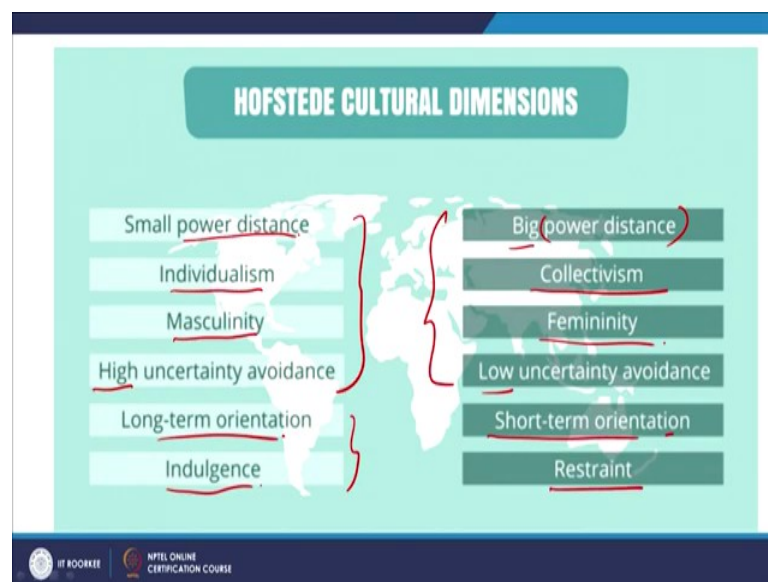 HOFSTEDE CULTURAL DIMENSIONS
Small power distance
Big power distance
Individualism
Collectivism
Masculinity
Femininity
High uncertainty avoidance
Low uncertainty avoidance
Long-term orientation
Short-term orientation
Indulgence
Restraint
IIT ROORKEE
NPTEL ONLINE
CERTIFICATION COURSE